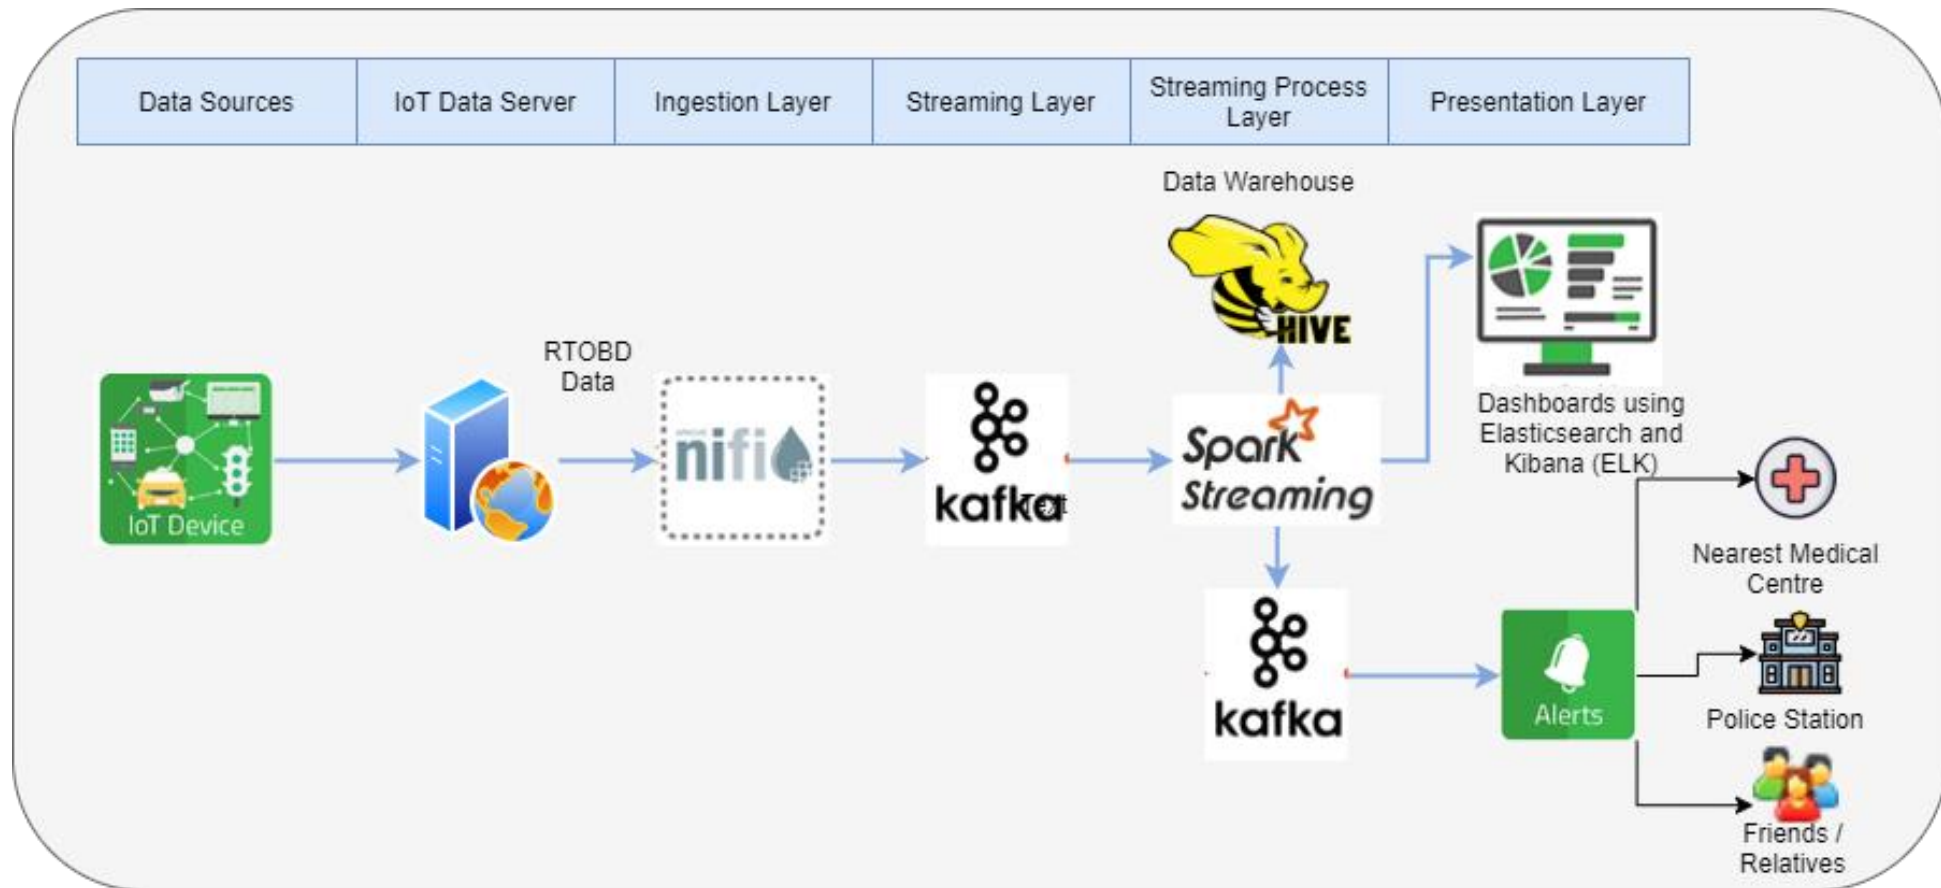 Data Sources
IoT Data Server
Ingestion Layer
Streaming Layer
Streaming Process
Layer
Presentation Layer
Data Warehouse
HIVE
RTOBD
Data
IoT Device
nifi
kafka
Text
Spark
Streaming
Dashboards using
Elasticsearch and
Kibana (ELK)
Nearest Medical
Centre
kafka
Alerts
Police Station
Friends /
Relatives